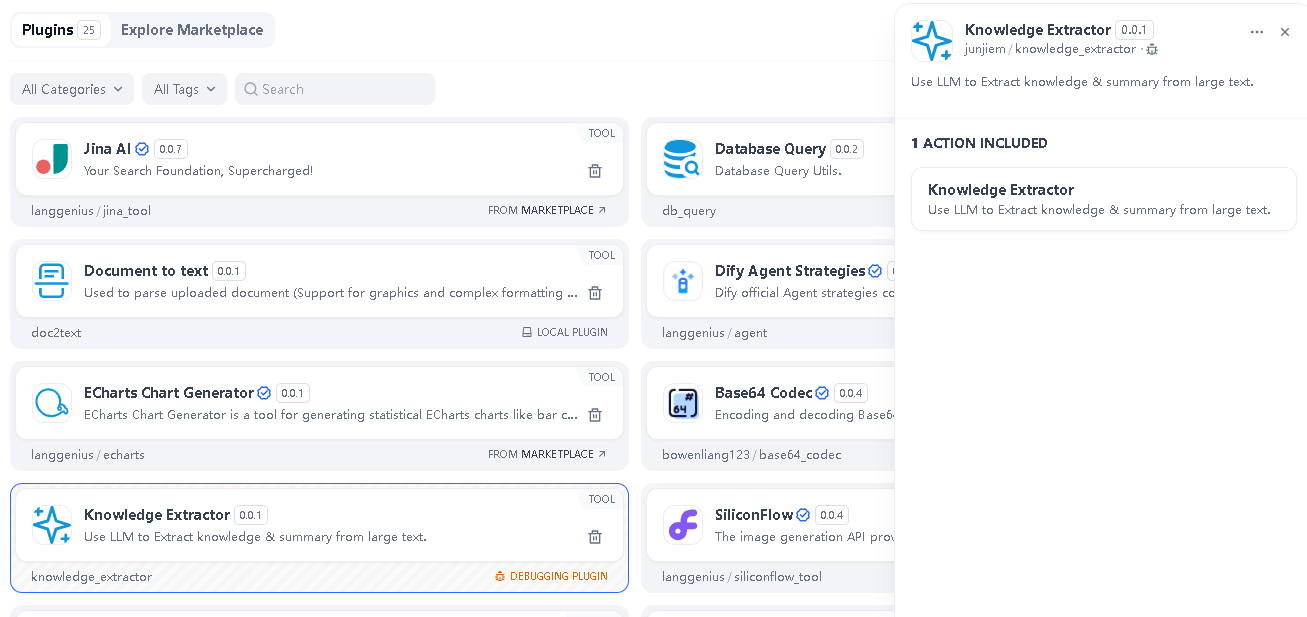 Plugins 25 Explore Marketplace
All Categories All Tags Search
TOOL
Jina AI 0.0.7
Your Search Foundation, Supercharged!
langgenius / jina_tool FROM MARKETPLACE
Database Query 0.0.2
Database Query Utils.
db_query
TOOL
Document to text 0.0.1
Used to parse uploaded document (Support for graphics and complex formatting ...
doc2text LOCAL PLUGIN
Dify Agent Strategies
Dify official Agent strategies co
langgenius / agent
TOOL
ECharts Chart Generator 0.0.1
ECharts Chart Generator is a tool for generating statistical ECharts charts like bar c...
langgenius / echarts FROM MARKETPLACE
# 64
Base64 Codec 0.0.4
Encoding and decoding Base64
bowenliang123 / base64_codec
TOOL
Knowledge Extractor 0.0.1
Use LLM to Extract knowledge & summary from large text.
knowledge_extractor DEBUGGING PLUGIN
SiliconFlow 0.0.4
The image generation API prov
langgenius / siliconflow_tool
Knowledge Extractor 0.0.1
junjiem / knowledge_extractor ·
Use LLM to Extract knowledge & summary from large text.
1 ACTION INCLUDED
Knowledge Extractor
Use LLM to Extract knowledge & summary from large text.